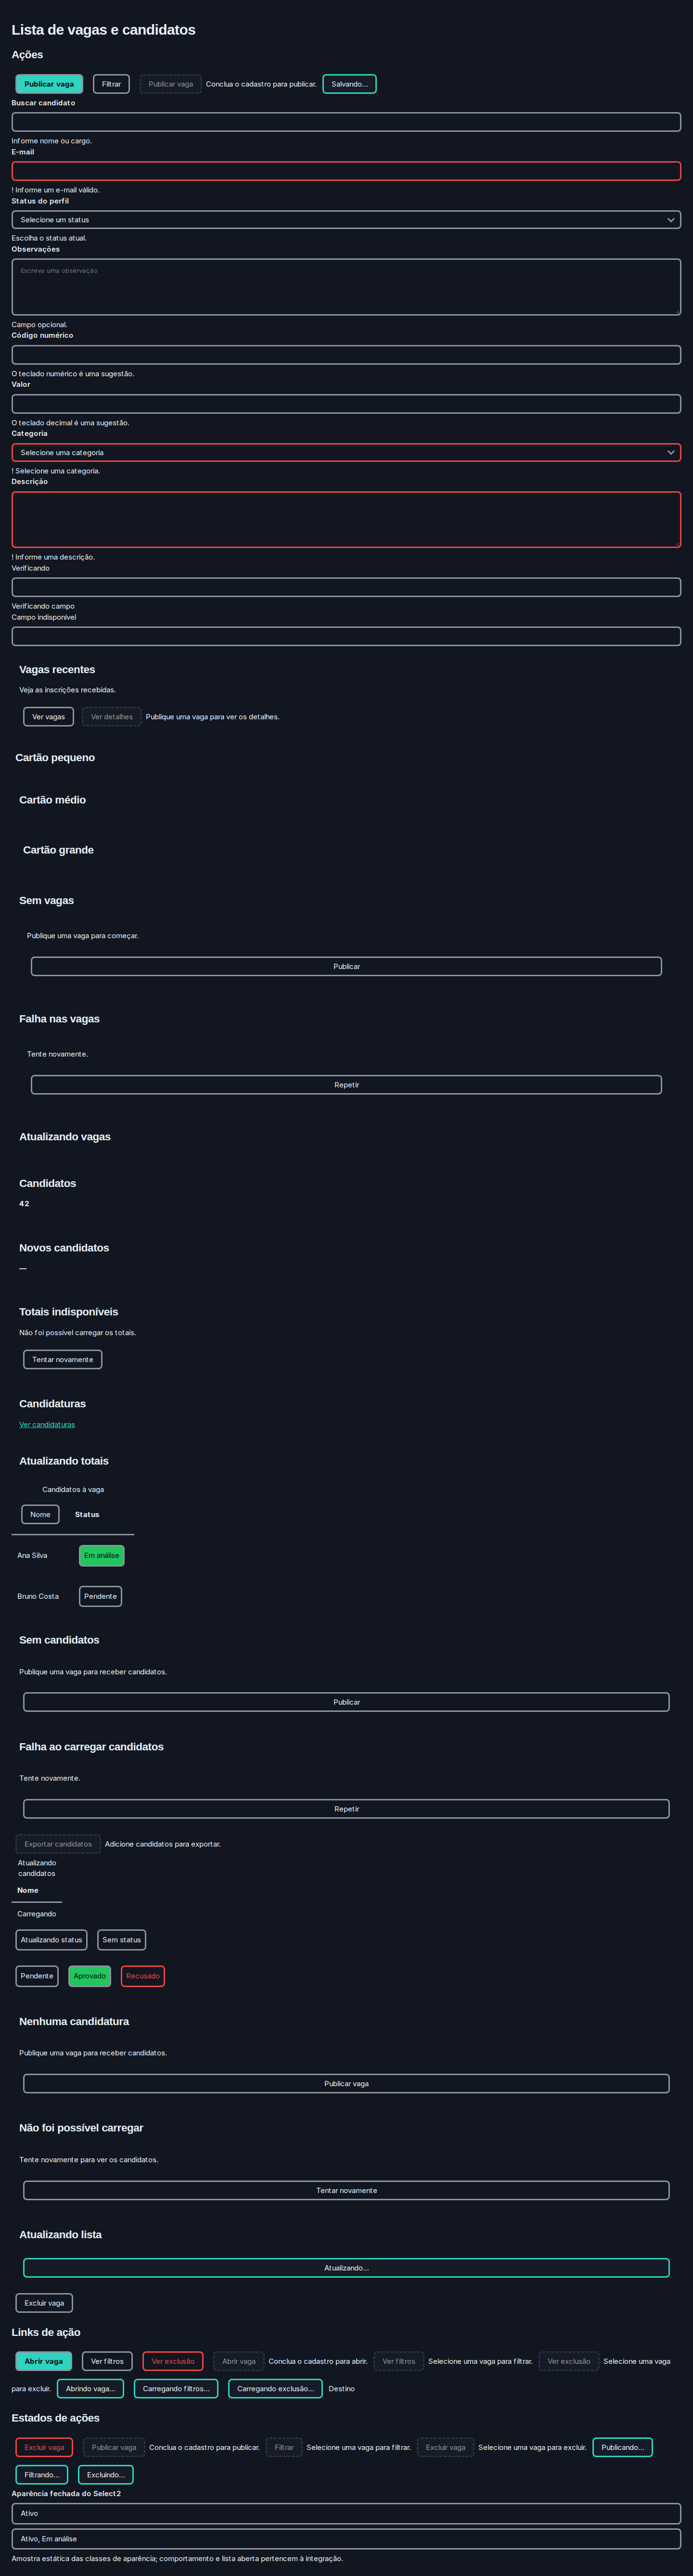 Lista de vagas e candidatos
Ações
Publicar vaga Filtrar Publicar vaga Conclua o cadastro para publicar. Salvando...
Buscar candidato
Informe nome ou cargo.
E-mail
! Informe um e-mail válido.
Status do perfil
Selecione um status
Escolha o status atual.
Observações
Escreva uma observação
Campo opcional.
Código numérico
O teclado numérico é uma sugestão.
Valor
O teclado decimal é uma sugestão.
Categoria
Selecione uma categoria
! Selecione uma categoria.
Descrição
! Informe uma descrição.
Verificando
Verificando campo
Campo indisponível
Vagas recentes
Veja as inscrições recebidas.
Ver vagas Ver detalhes Publique uma vaga para ver os detalhes.
Cartão pequeno
Cartão médio
Cartão grande
Sem vagas
Publique uma vaga para começar.
Publicar
Falha nas vagas
Tente novamente.
Repetir
Atualizando vagas
Candidatos
42
Novos candidatos
—
Totais indisponíveis
Não foi possível carregar os totais.
Tentar novamente
Candidaturas
Ver candidaturas
Atualizando totais
Candidatos à vaga
Nome Status
Ana Silva Em análise
Bruno Costa Pendente
Sem candidatos
Publique uma vaga para receber candidatos.
Publicar
Falha ao carregar candidatos
Tente novamente.
Repetir
Exportar candidatos Adicione candidatos para exportar.
Atualizando
candidatos
Nome
Carregando
Atualizando status Sem status
Pendente Aprovado Recusado
Nenhuma candidatura
Publique uma vaga para receber candidatos.
Publicar vaga
Não foi possível carregar
Tente novamente para ver os candidatos.
Tentar novamente
Atualizando lista
Atualizando...
Excluir vaga
Links de ação
Abrir vaga Ver filtros Ver exclusão Abrir vaga Conclua o cadastro para abrir. Ver filtros Selecione uma vaga para filtrar. Ver exclusão Selecione uma vaga
para excluir. Abrindo vaga... Carregando filtros... Carregando exclusão... Destino
Estados de ações
Excluir vaga Publicar vaga Conclua o cadastro para publicar. Filtrar Selecione uma vaga para filtrar. Excluir vaga Selecione uma vaga para excluir. Publicando...
Filtrando... Excluindo...
Aparência fechada do Select2
Ativo
Ativo, Em análise
Amostra estática das classes de aparência; comportamento e lista aberta pertencem à integração.